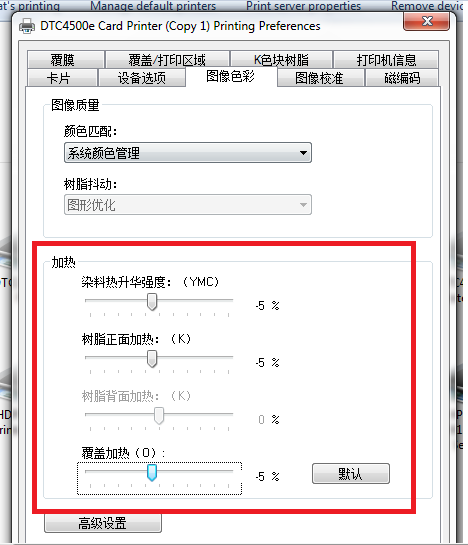 at's printing Manage default printers Print server properties Remove devi
DTC4500e Card Printer (Copy 1) Printing Preferences
覆膜 覆盖/打印区域 K色块树脂 打印机信息
卡片 设备选项 图像色彩 图像校准 磁编码
图像质量
颜色匹配：
系统颜色管理
树脂抖动：
图形优化
加热
染料热升华强度：（YMC）
-5 %
树脂正面加热：（K）
-5 %
树脂背面加热：（K）
0 %
覆盖加热（O）：
-5 %
默认
高级设置